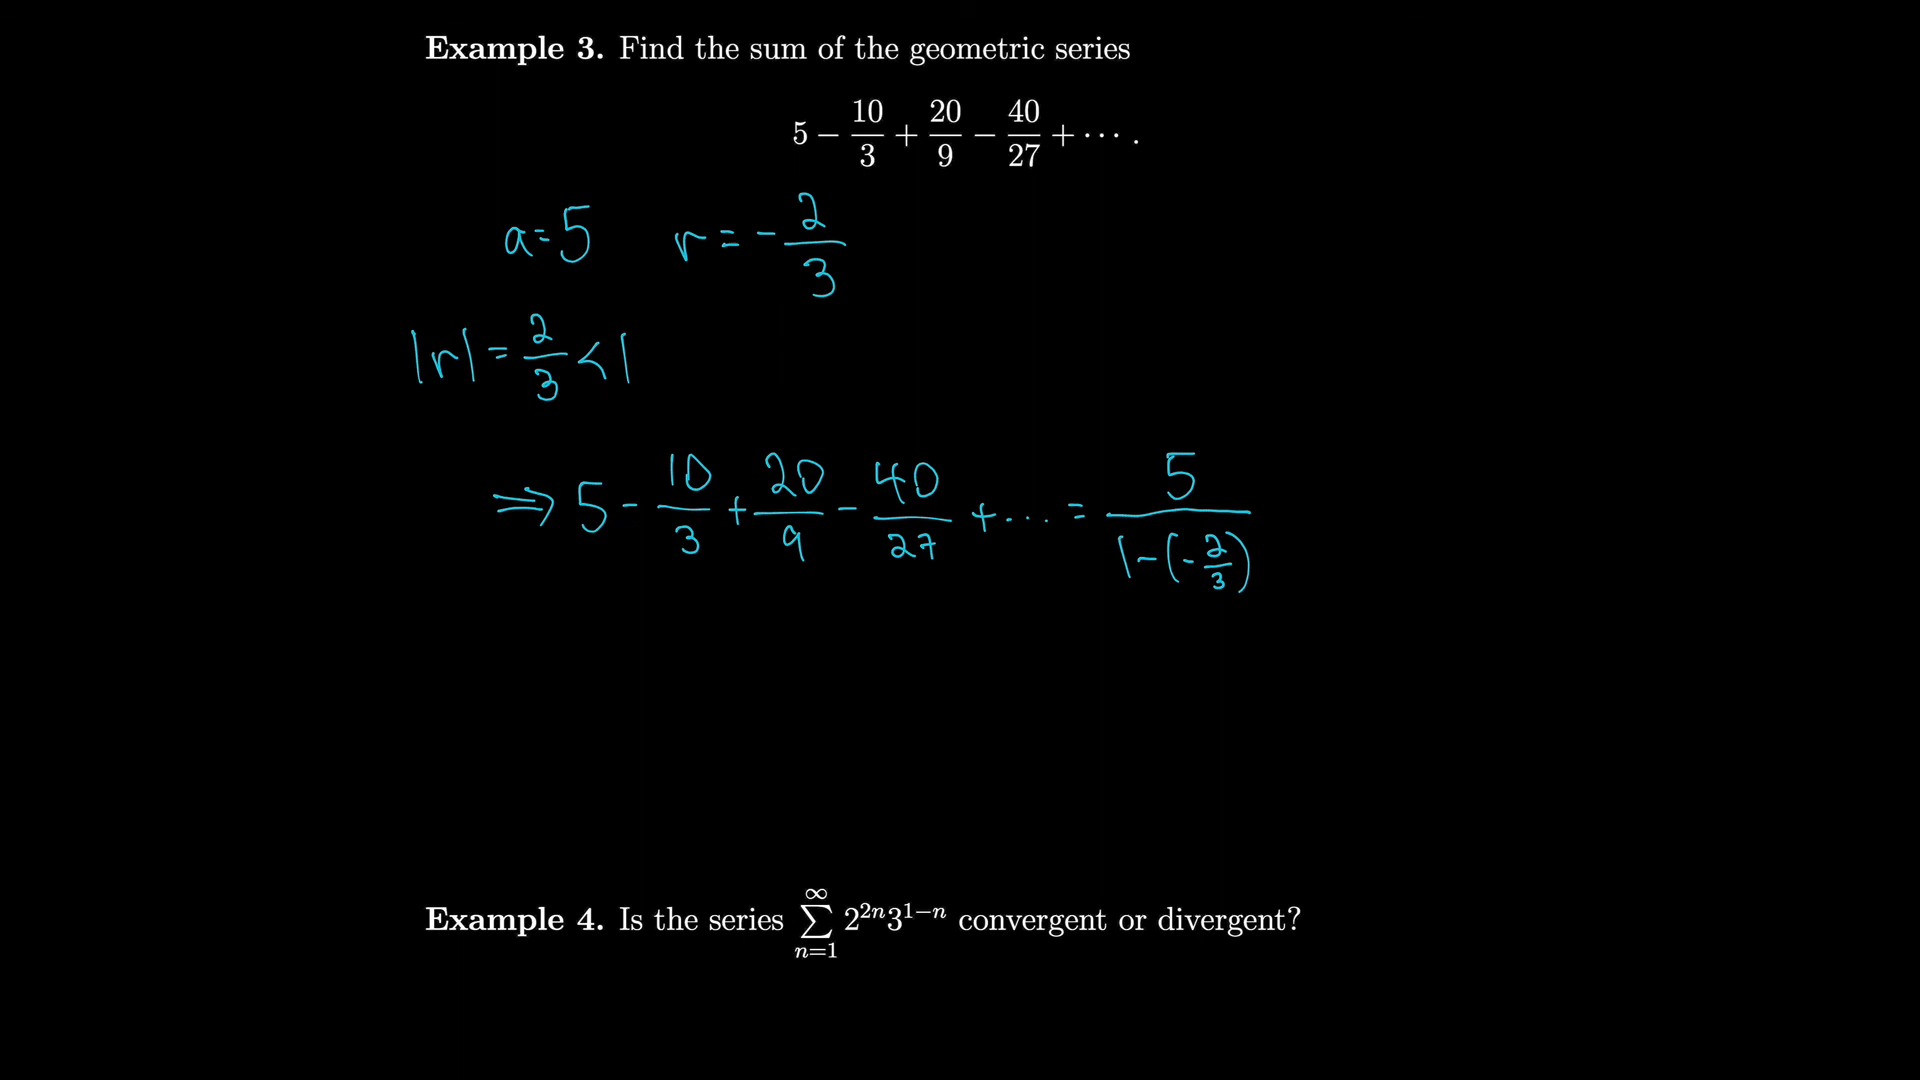 Example 3. Find the sum of the geometric series
5 − 10/3 + 20/9 − 40/27 + ⋯ .
a = 5 r = - 2/3
|r| = 2/3 < 1
⇒ 5 - 10/3 + 20/9 - 40/27 + ... = 5/(1-(-2/3))
Example 4. Is the series ∑_{n=1}^{∞} 2^{2n}3^{1−n} convergent or divergent?